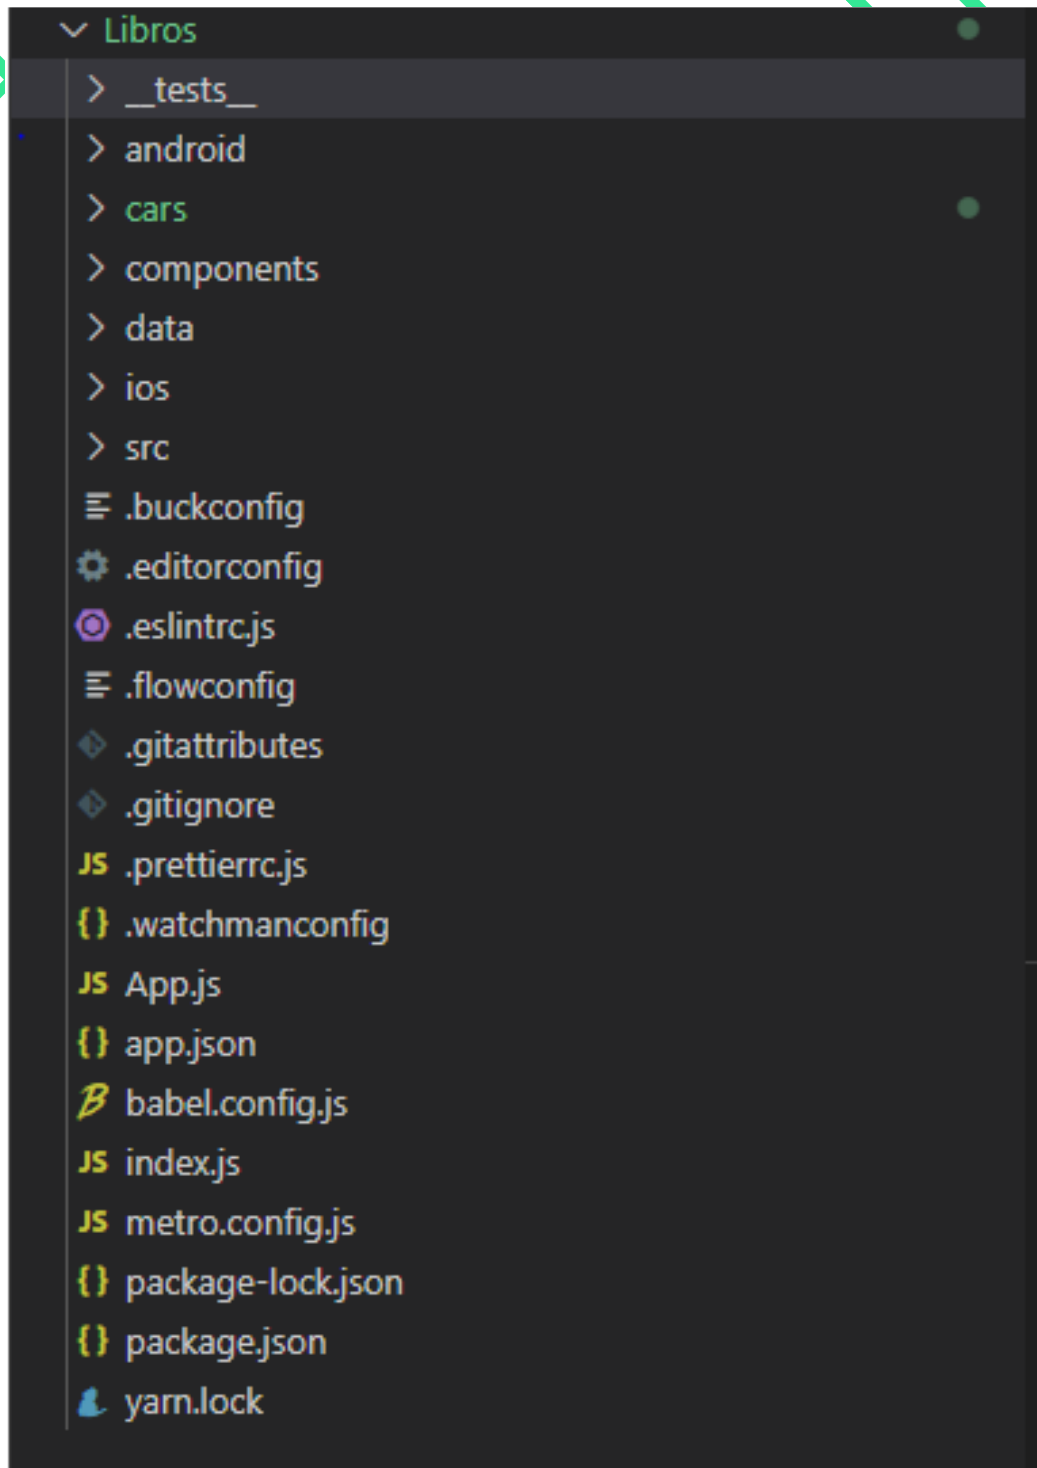 Libros
__tests__
android
cars
components
data
ios
src
.buckconfig
.editorconfig
.eslintrc.js
.flowconfig
.gitattributes
.gitignore
JS .prettierrc.js
{} .watchmanconfig
JS App.js
{} app.json
B babel.config.js
JS index.js
JS metro.config.js
{} package-lock.json
{} package.json
yarn.lock